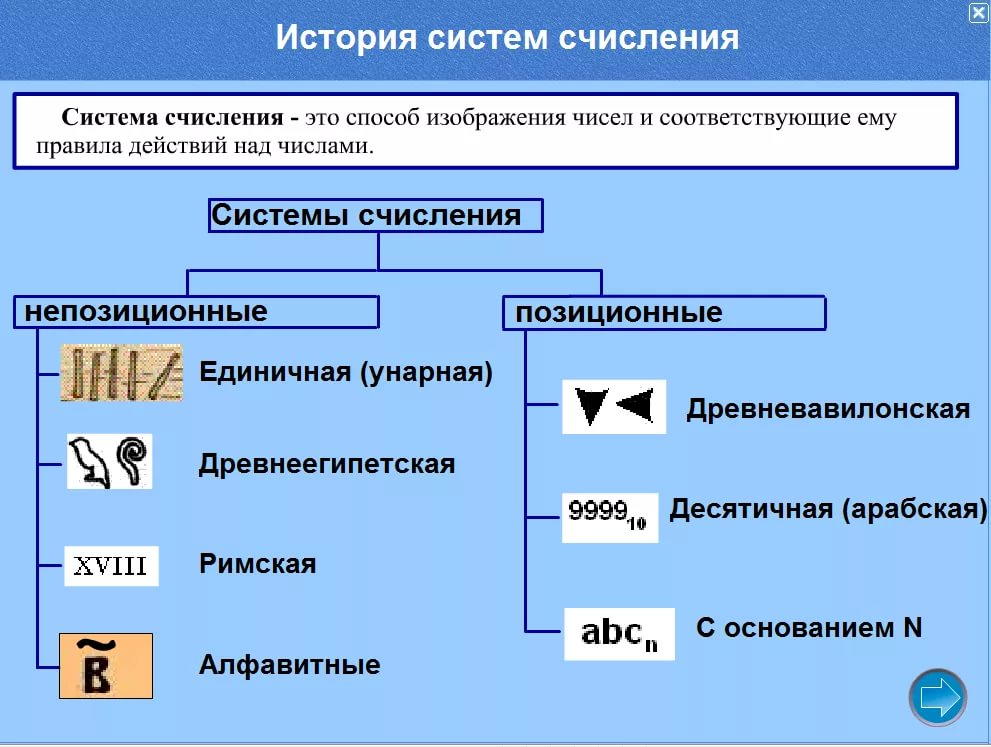 История систем счисления
Система счисления - это способ изображения чисел и соответствующие ему
правила действий над числами.
Системы счисления
непозиционные
Единичная (унарная)
Древнеегипетская
XVIII
Римская
В
Алфавитные
позиционные
Древневавилонская
9999₁₀
Десятичная (арабская)
abcₙ
С основанием N